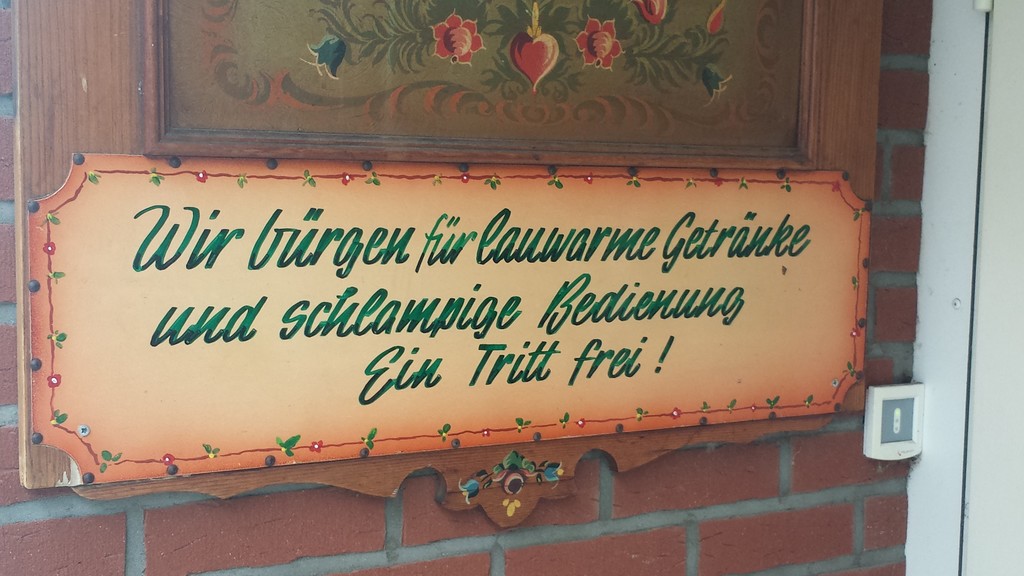 Wir bürgen für lauwarme Getränke
und schlampige Bedienung
Ein Tritt frei!